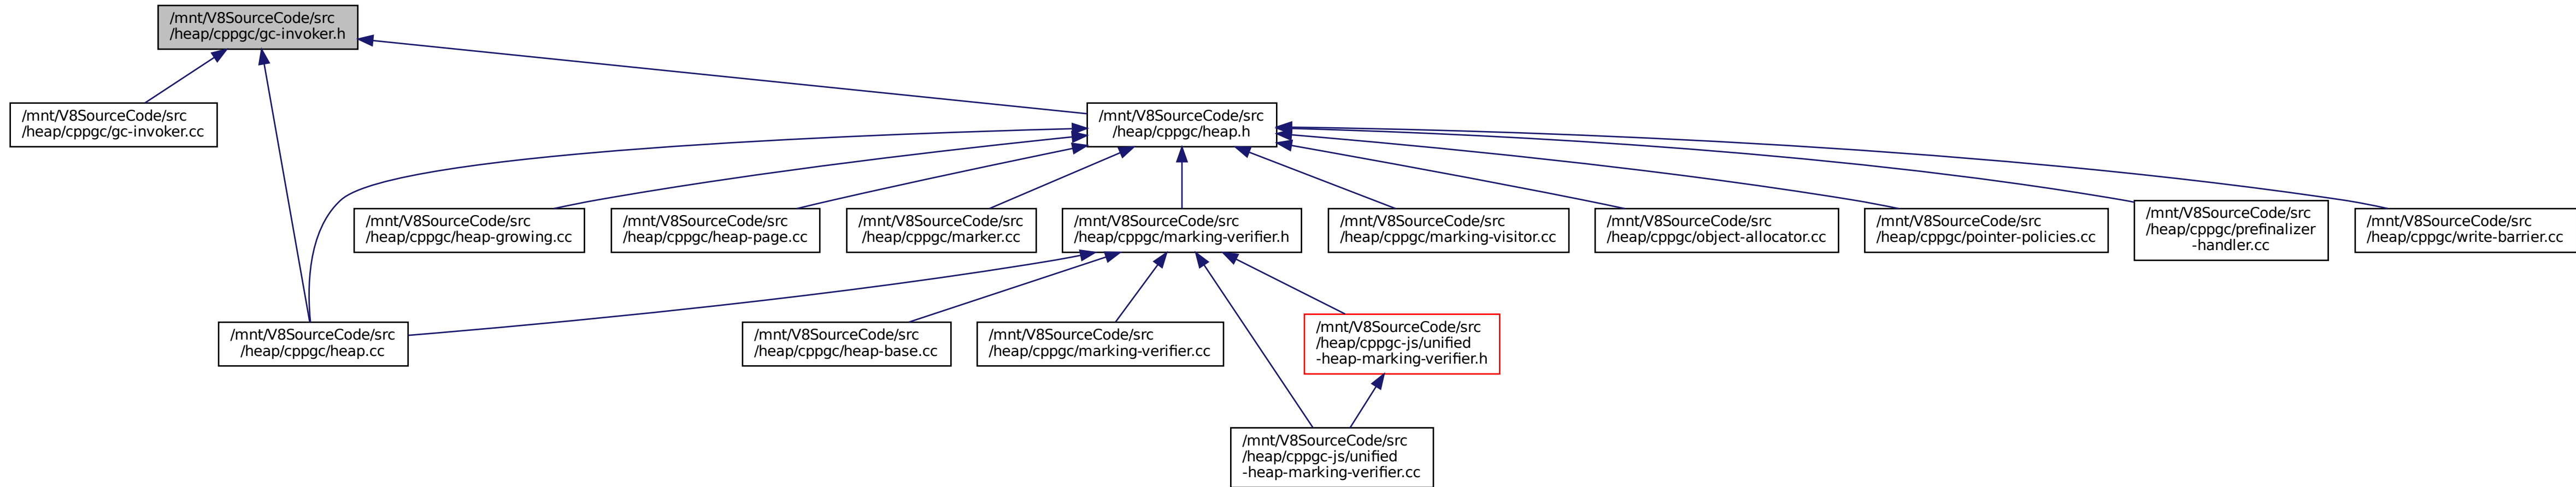 /mnt/V8SourceCode/src
/heap/cppgc/gc-invoker.h
/mnt/V8SourceCode/src
/heap/cppgc/gc-invoker.cc
/mnt/V8SourceCode/src
/heap/cppgc/heap.h
/mnt/V8SourceCode/src
/heap/cppgc/heap-growing.cc
/mnt/V8SourceCode/src
/heap/cppgc/heap-page.cc
/mnt/V8SourceCode/src
/heap/cppgc/marker.cc
/mnt/V8SourceCode/src
/heap/cppgc/marking-verifier.h
/mnt/V8SourceCode/src
/heap/cppgc/marking-visitor.cc
/mnt/V8SourceCode/src
/heap/cppgc/object-allocator.cc
/mnt/V8SourceCode/src
/heap/cppgc/pointer-policies.cc
/mnt/V8SourceCode/src
/heap/cppgc/prefinalizer
-handler.cc
/mnt/V8SourceCode/src
/heap/cppgc/write-barrier.cc
/mnt/V8SourceCode/src
/heap/cppgc/heap.cc
/mnt/V8SourceCode/src
/heap/cppgc/heap-base.cc
/mnt/V8SourceCode/src
/heap/cppgc/marking-verifier.cc
/mnt/V8SourceCode/src
/heap/cppgc-js/unified
-heap-marking-verifier.h
/mnt/V8SourceCode/src
/heap/cppgc-js/unified
-heap-marking-verifier.cc